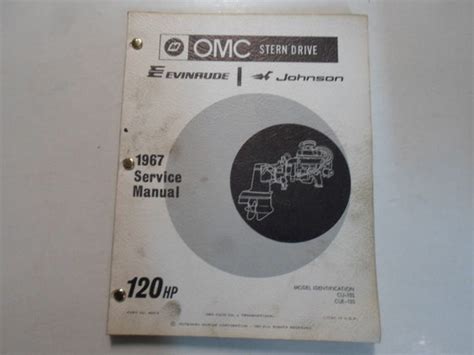 OMC STERN DRIVE
EVINRUDE Johnson
1967
Service
Manual
120 HP
MODEL IDENTIFICATION